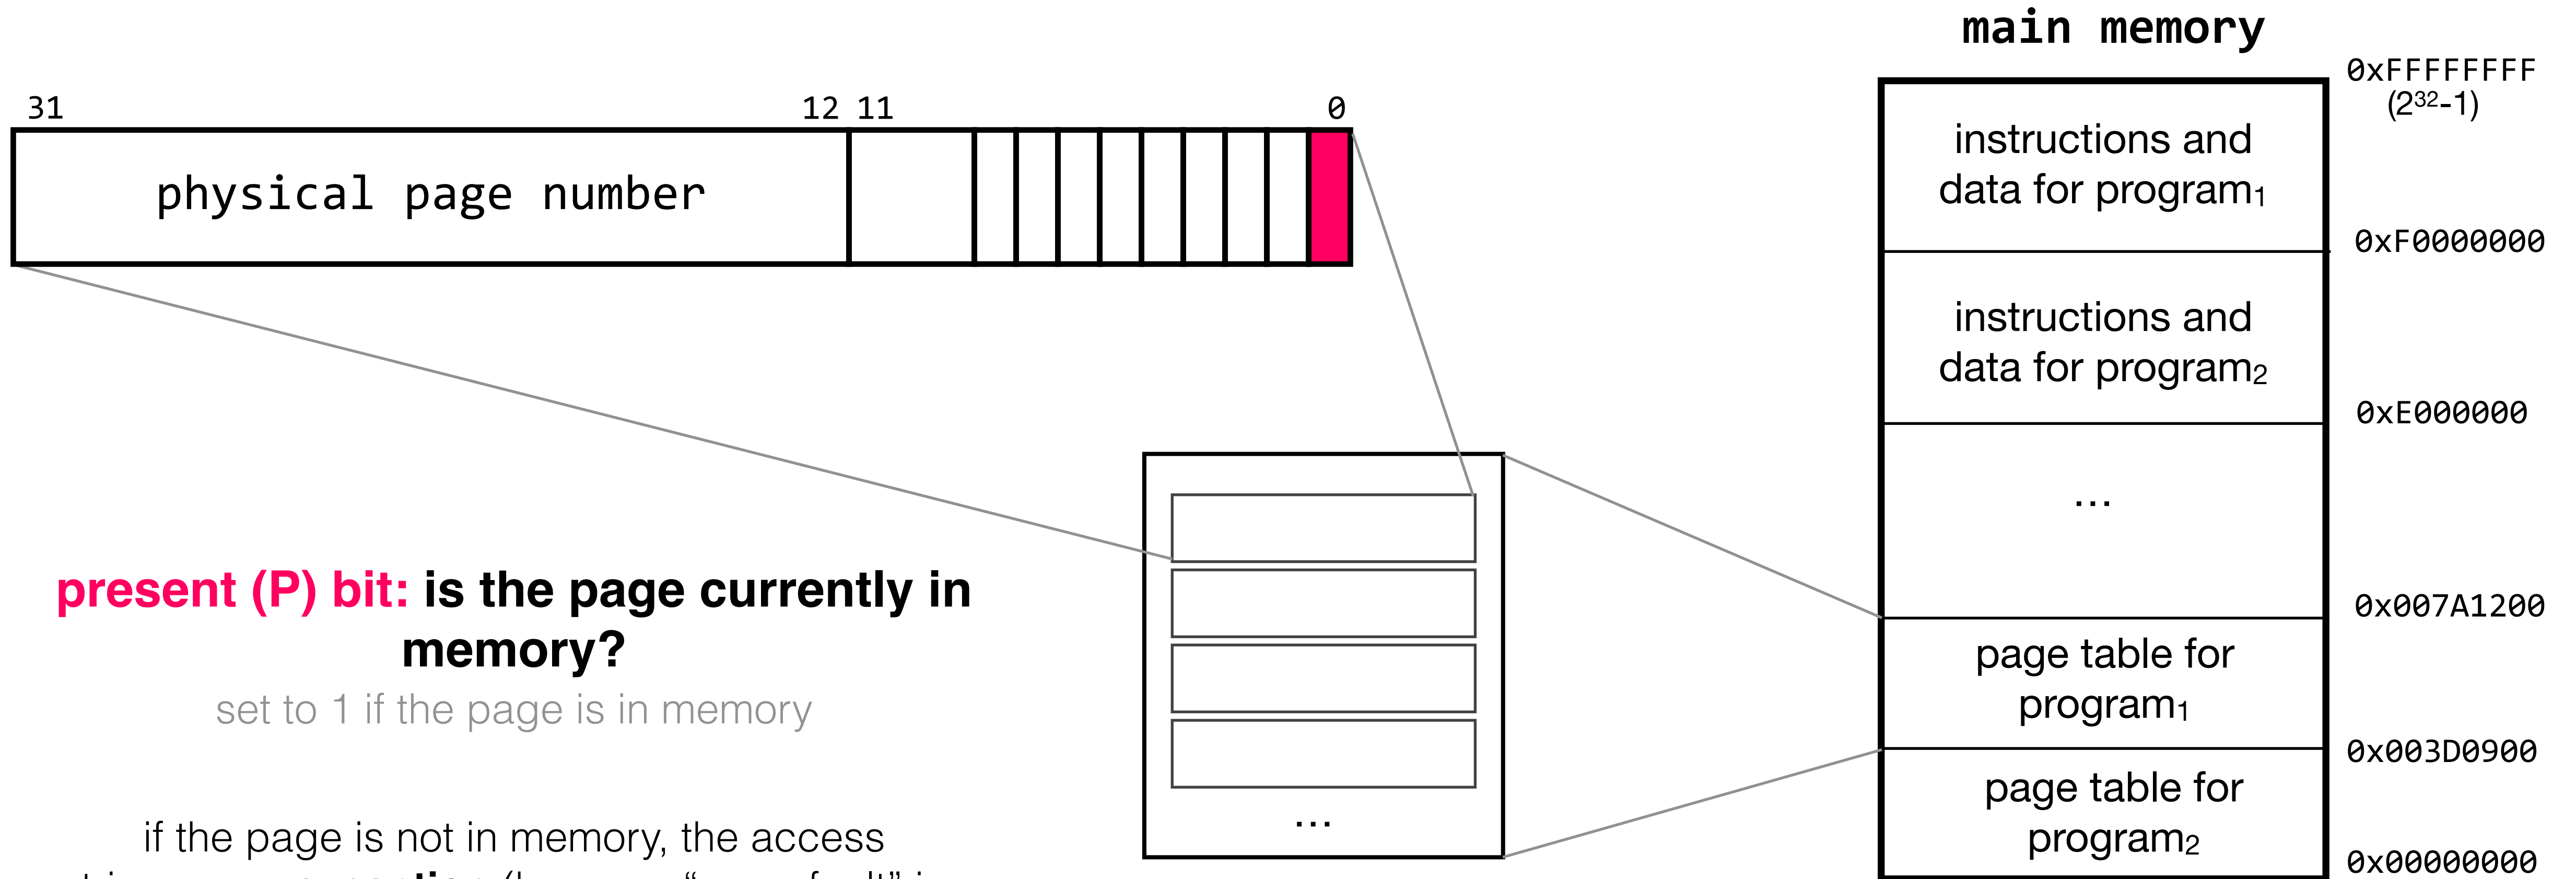 main memory
31
12 11
0
physical page number
0xFFFFFFFF
(2³²-1)
instructions and
data for program₁
0xF0000000
instructions and
data for program₂
0xE000000
...
0x007A1200
page table for
program₁
0x003D0900
page table for
program₂
0x00000000
...
present (P) bit: is the page currently in
memory?
set to 1 if the page is in memory
if the page is not in memory, the access